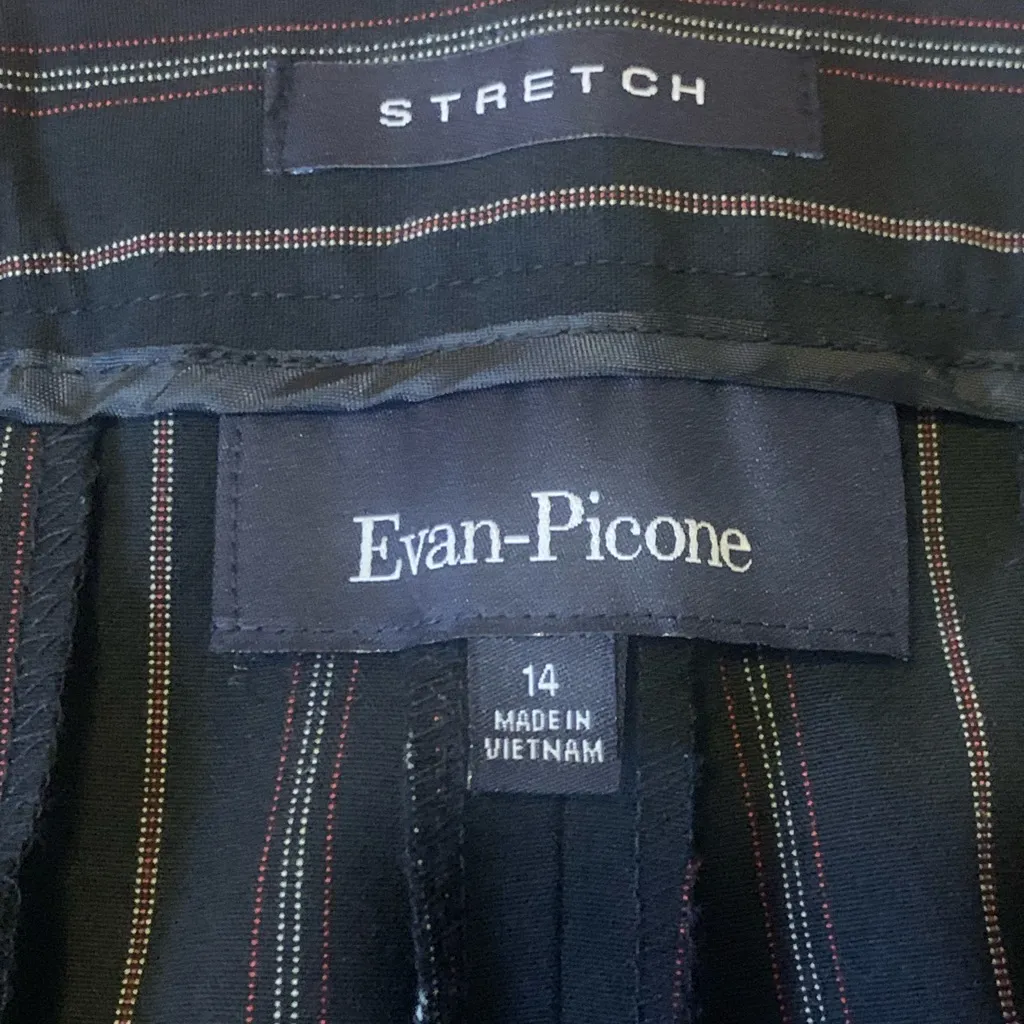 STRETCH
Evan-Picone
14
MADE IN
VIETNAM